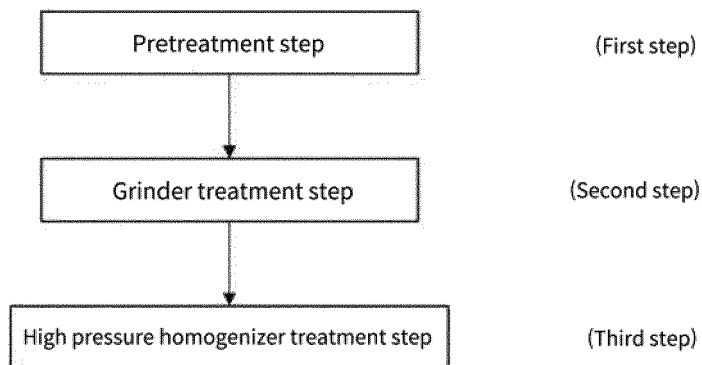 Pretreatment step (First step)
Grinder treatment step (Second step)
High pressure homogenizer treatment step (Third step)